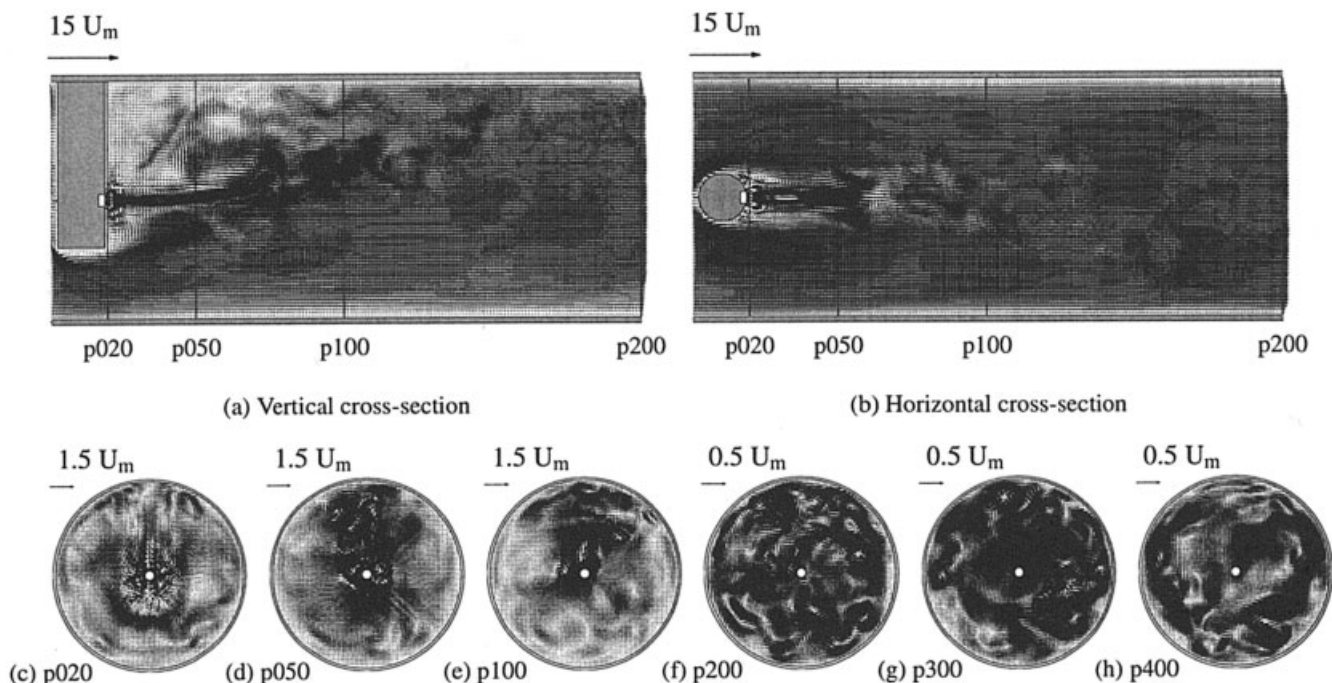 15 Uₘ 15 Uₘ
p020 p050 p100 p200 p020 p050 p100 p200
(a) Vertical cross-section (b) Horizontal cross-section
1.5 Uₘ 1.5 Uₘ 1.5 Uₘ 0.5 Uₘ 0.5 Uₘ 0.5 Uₘ
(c) p020 (d) p050 (e) p100 (f) p200 (g) p300 (h) p400